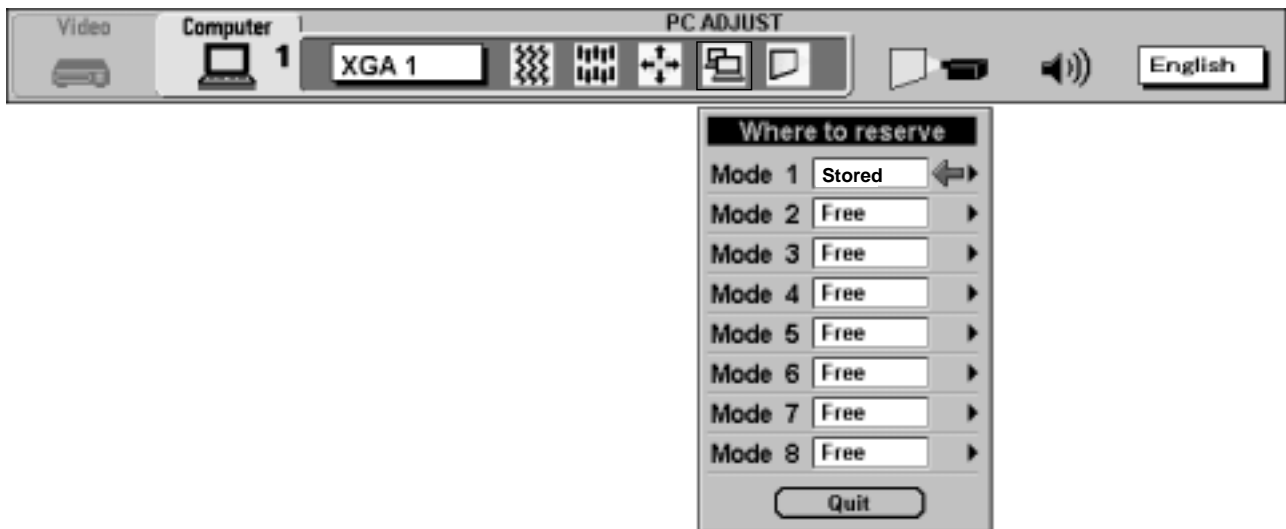 PC ADJUST
Video
Computer
1
XGA 1
English
Where to reserve
Mode 1 Stored
Mode 2 Free
Mode 3 Free
Mode 4 Free
Mode 5 Free
Mode 6 Free
Mode 7 Free
Mode 8 Free
Quit